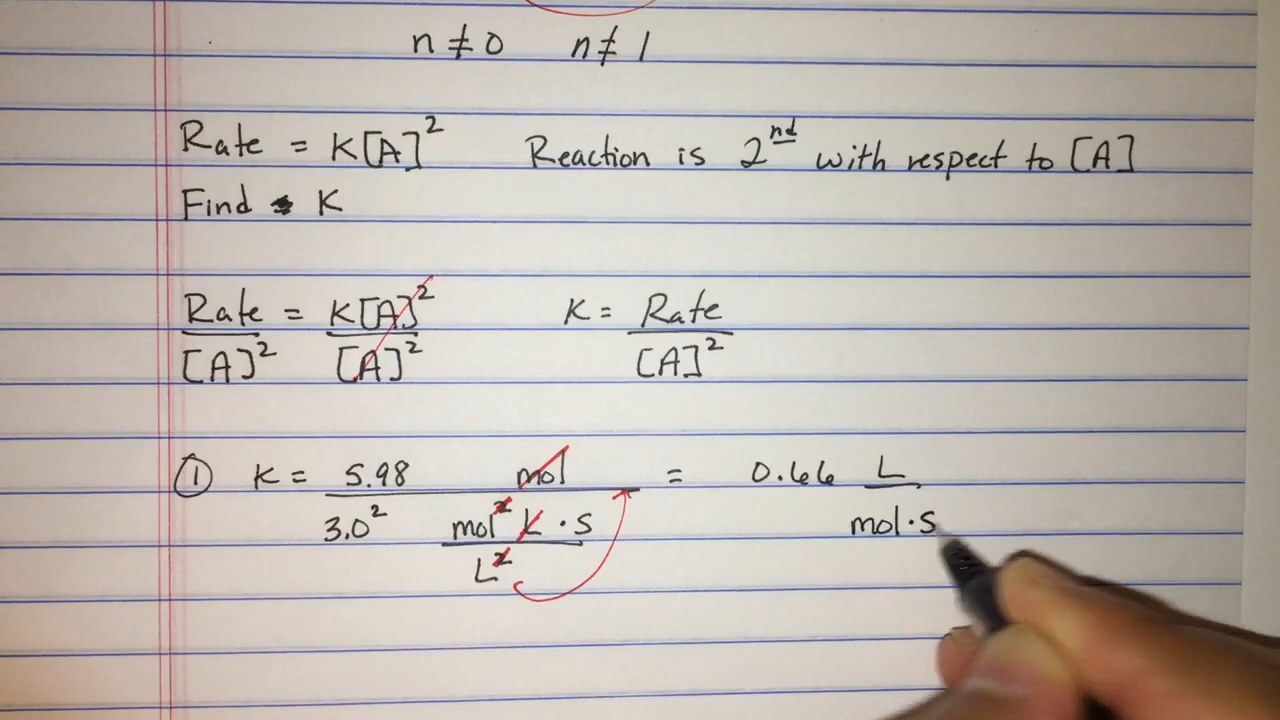 n ≠ 0 n ≠ 1
Rate = K[A]² Reaction is 2nd with respect to [A]
Find K
Rate = K[A]² K = Rate
[A]² [A]² [A]²
① K = 5.98 mol = 0.66 L
3.0² mol² L · s mol · s
L²